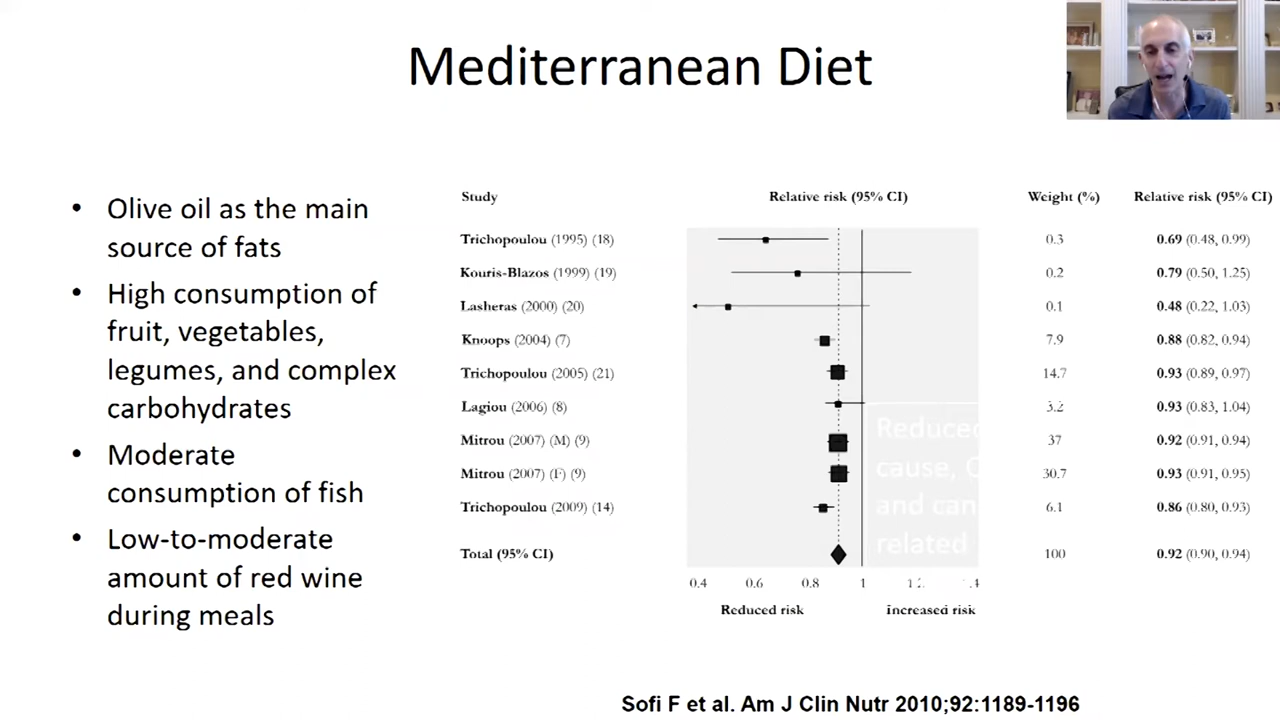 Mediterranean Diet
• Olive oil as the main
source of fats
• High consumption of
fruit, vegetables,
legumes, and complex
carbohydrates
• Moderate
consumption of fish
• Low-to-moderate
amount of red wine
during meals
Study Relative risk (95% CI) Weight (%) Relative risk (95% CI)
Trichopoulou (1995) (18) 0.3 0.69 (0.48, 0.99)
Kouris-Blazos (1999) (19) 0.2 0.79 (0.50, 1.25)
Lasheras (2000) (20) 0.1 0.48 (0.22, 1.03)
Knoops (2004) (7) 7.9 0.88 (0.82, 0.94)
Trichopoulou (2005) (21) 14.7 0.93 (0.89, 0.97)
Lagiou (2006) (8) 3.2 0.93 (0.83, 1.04)
Mitrou (2007) (M) (9) 37 0.92 (0.91, 0.94)
Mitrou (2007) (F) (9) 30.7 0.93 (0.91, 0.95)
Trichopoulou (2009) (14) 6.1 0.86 (0.80, 0.93)
Total (95% CI) 100 0.92 (0.90, 0.94)
Reduced
cause,
and can
related
0.4 0.6 0.8 1
Reduced risk Increased risk
Sofi F et al. Am J Clin Nutr 2010;92:1189-1196